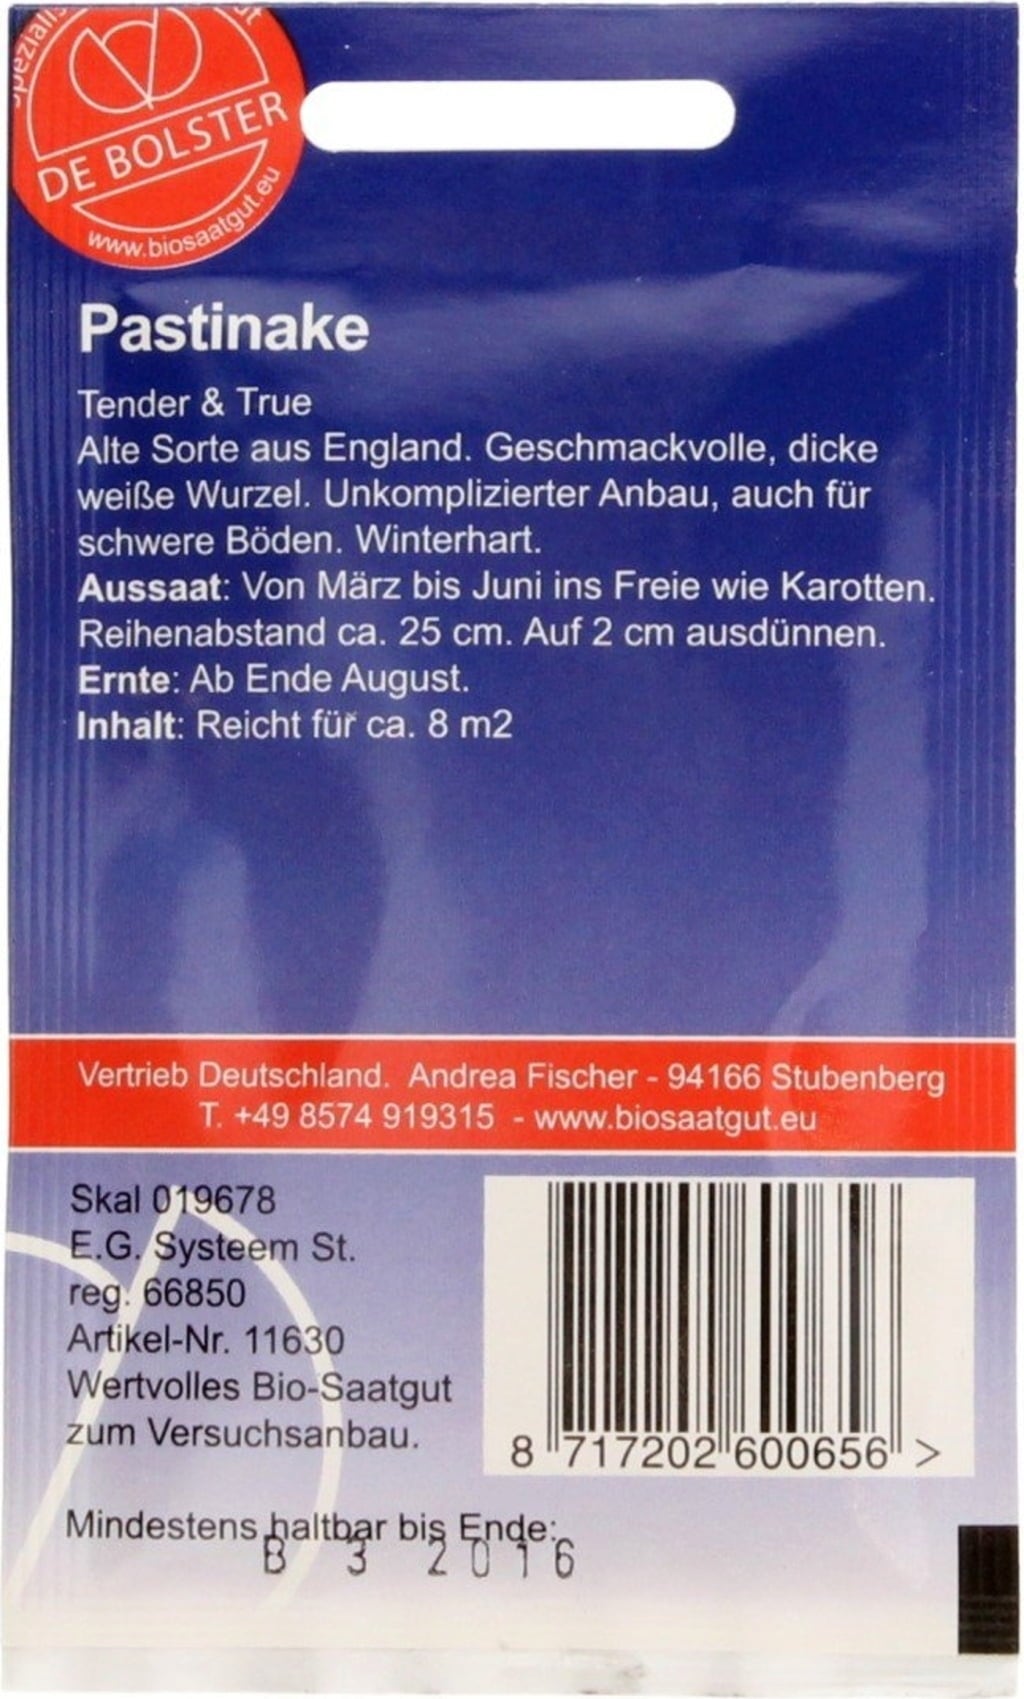 DE BOLSTER
www.biosaatgut.eu
Pastinake
Tender & True
Alte Sorte aus England. Geschmackvolle, dicke
weiße Wurzel. Unkomplizierter Anbau, auch für
schwere Böden. Winterhart.
Aussaat: Von März bis Juni ins Freie wie Karotten.
Reihenabstand ca. 25 cm. Auf 2 cm ausdünnen.
Ernte: Ab Ende August.
Inhalt: Reicht für ca. 8 m2
Vertrieb Deutschland. Andrea Fischer - 94166 Stubenberg
T. +49 8574 919315 - www.biosaatgut.eu
Skal 019678
E.G. Systeem St.
reg. 66850
Artikel-Nr. 11630
Wertvolles Bio-Saatgut
zum Versuchsanbau.
8 717202 600656 >
Mindestens haltbar bis Ende:
B 3 2016